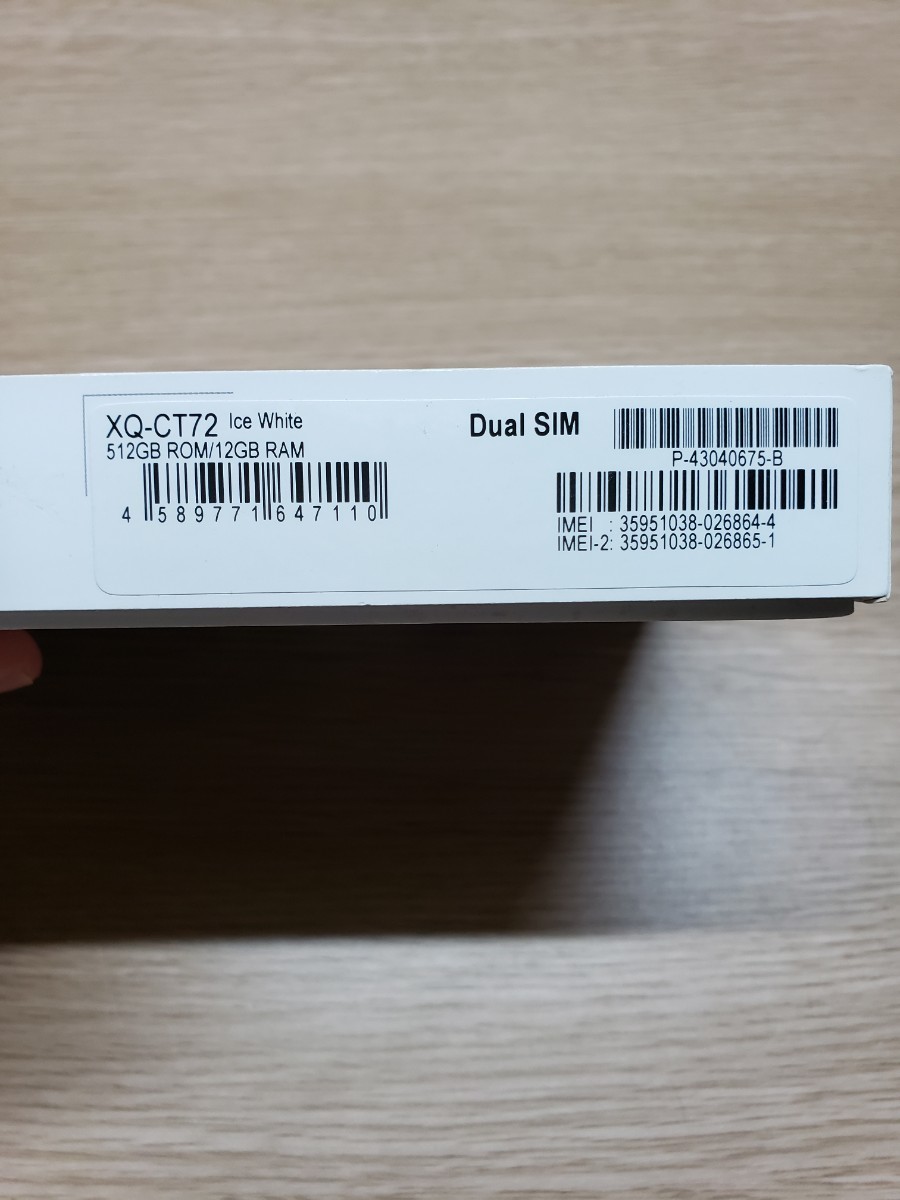 XQ-CT72 Ice White
512GB ROM/12GB RAM
4 589771 647110
Dual SIM
P-43040675-B
IMEI : 35951038-026864-4
IMEI-2: 35951038-026865-1